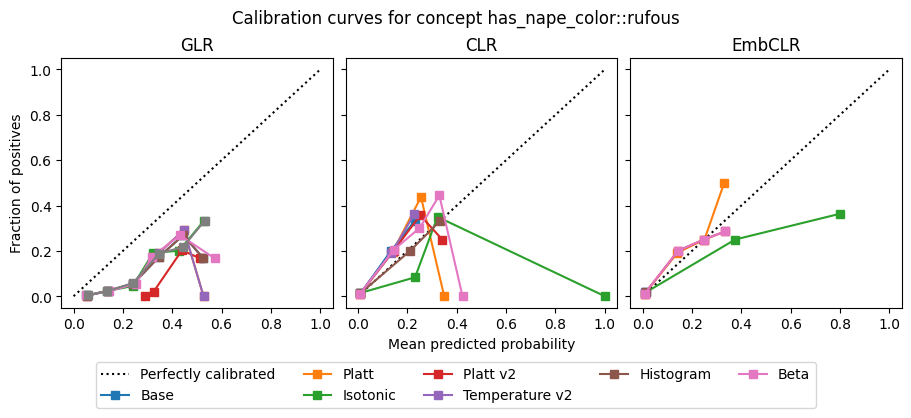 Calibration curves for concept has_nape_color::rufous
GLR
CLR
EmbCLR
Fraction of positives
1.0
0.8
0.6
0.4
0.2
0.0
0.0 0.2 0.4 0.6 0.8 1.0
0.0 0.2 0.4 0.6 0.8 1.0
0.0 0.2 0.4 0.6 0.8 1.0
Mean predicted probability
Perfectly calibrated
Base
Platt
Isotonic
Platt v2
Temperature v2
Histogram
Beta